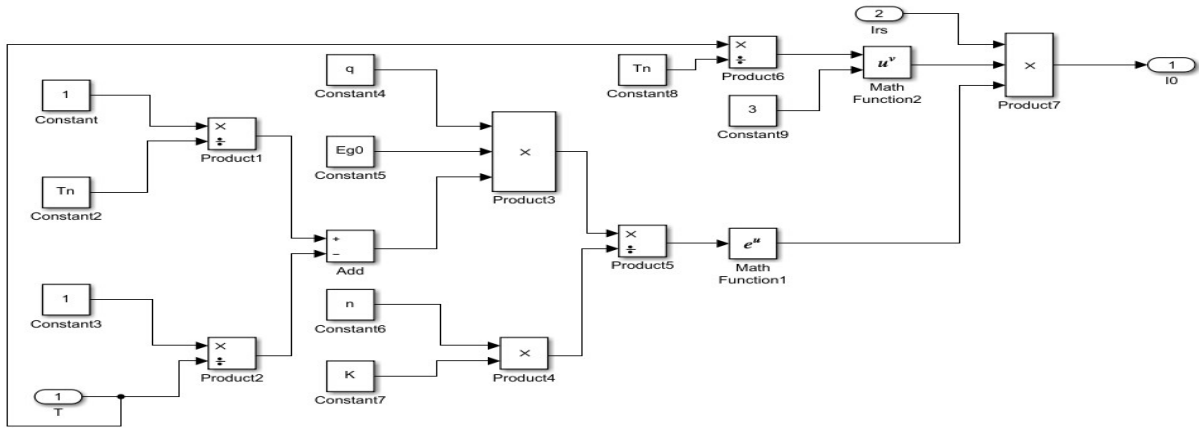 2
Irs
×
÷
Product6
Tn
Constant8
u^v
Math
Function2
3
Constant9
×
Product7
1
I0
1
Constant
×
÷
Product1
Tn
Constant2
q
Constant4
Eg0
Constant5
×
Product3
+
−
Add
×
÷
Product5
e^u
Math
Function1
1
Constant3
×
÷
Product2
n
Constant6
K
Constant7
×
Product4
1
T